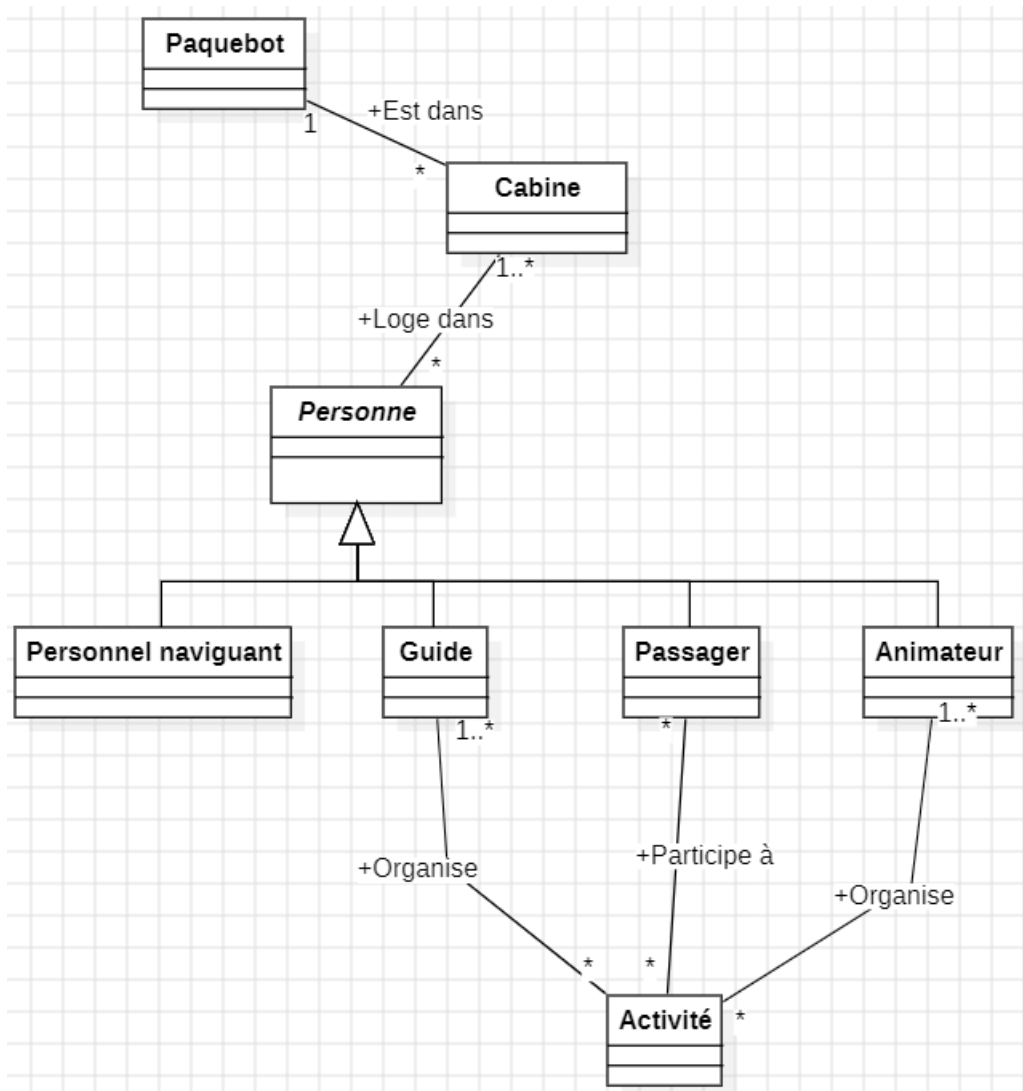 Paquebot
+Est dans
1
*
Cabine
1..*
+Loge dans
*
Personne
Personnel naviguant
Guide
Passager
Animateur
1..*
*
1..*
+Organise
+Participe à
+Organise
*
*
*
Activité